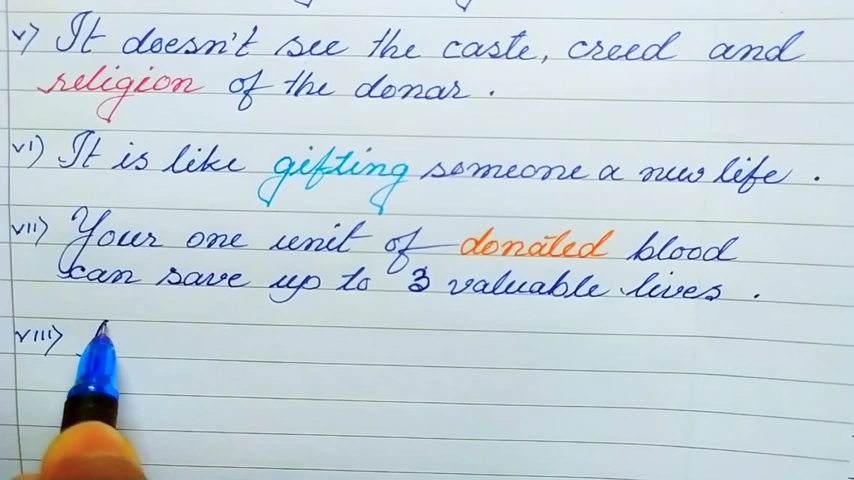 v) It doesn't see the caste, creed and
religion of the donar.
vi) It is like gifting someone a new life.
vii) Your one unit of donated blood
can save up to 3 valuable lives.
viii)